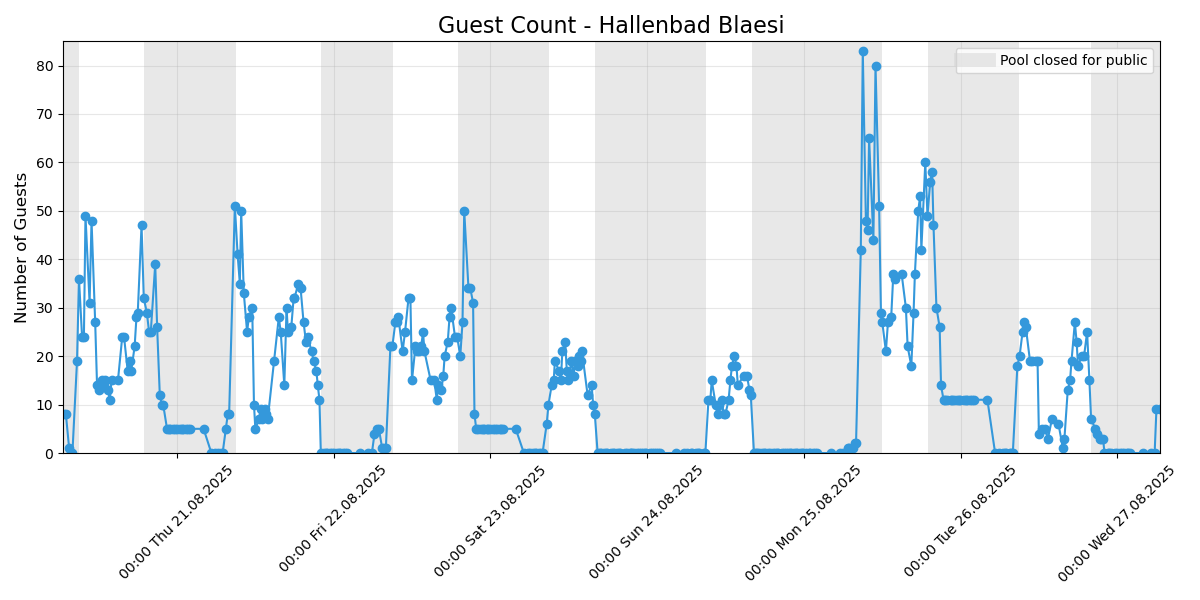 Guest Count - Hallenbad Blaesi
Pool closed for public
Number of Guests
80
70
60
50
40
30
20
10
0
00:00 Thu 21.08.2025
00:00 Fri 22.08.2025
00:00 Sat 23.08.2025
00:00 Sun 24.08.2025
00:00 Mon 25.08.2025
00:00 Tue 26.08.2025
00:00 Wed 27.08.2025